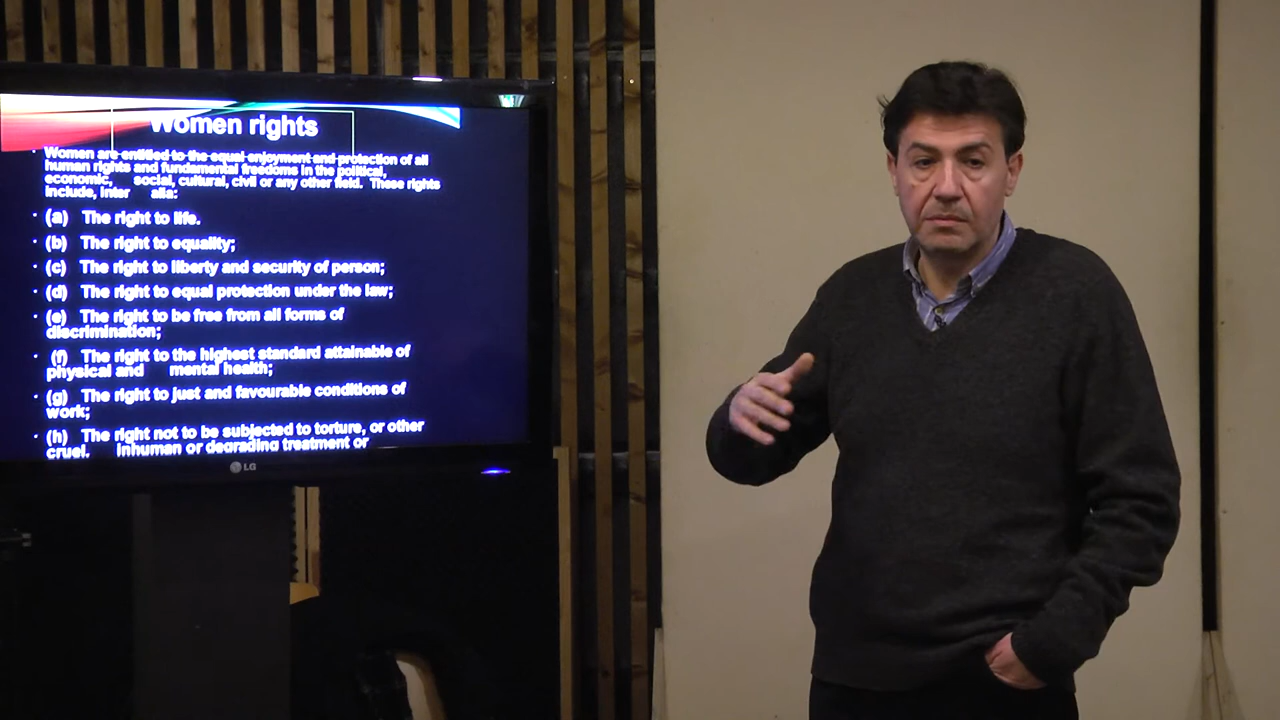 Women rights
· Women are entitled to the equal enjoyment and protection of all
human rights and fundamental freedoms in the political,
economic, social, cultural, civil or any other field. These rights
include, inter alia:
· (a) The right to life.
· (b) The right to equality;
· (c) The right to liberty and security of person;
· (d) The right to equal protection under the law;
· (e) The right to be free from all forms of
discrimination;
· (f) The right to the highest standard attainable of
physical and mental health;
· (g) The right to just and favourable conditions of
work;
· (h) The right not to be subjected to torture, or other
cruel, inhuman or degrading treatment or
LG